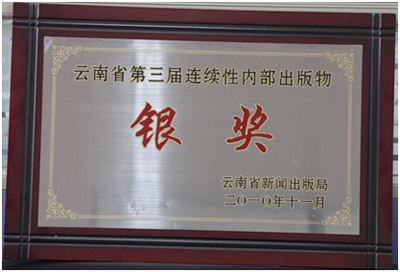 云南省第三届连续性内部出版物
银奖
云南省新闻出版局
二〇一〇年十一月